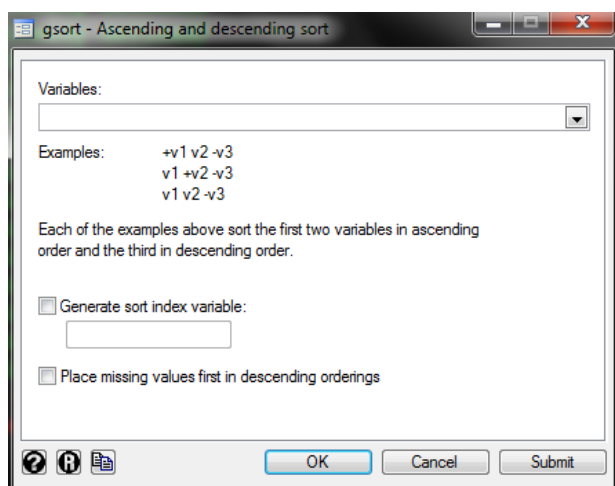 gsort - Ascending and descending sort
Variables:
Examples: +v1 v2 -v3
v1 +v2 -v3
v1 v2 -v3
Each of the examples above sort the first two variables in ascending
order and the third in descending order.
Generate sort index variable:
Place missing values first in descending orderings
? R OK Cancel Submit